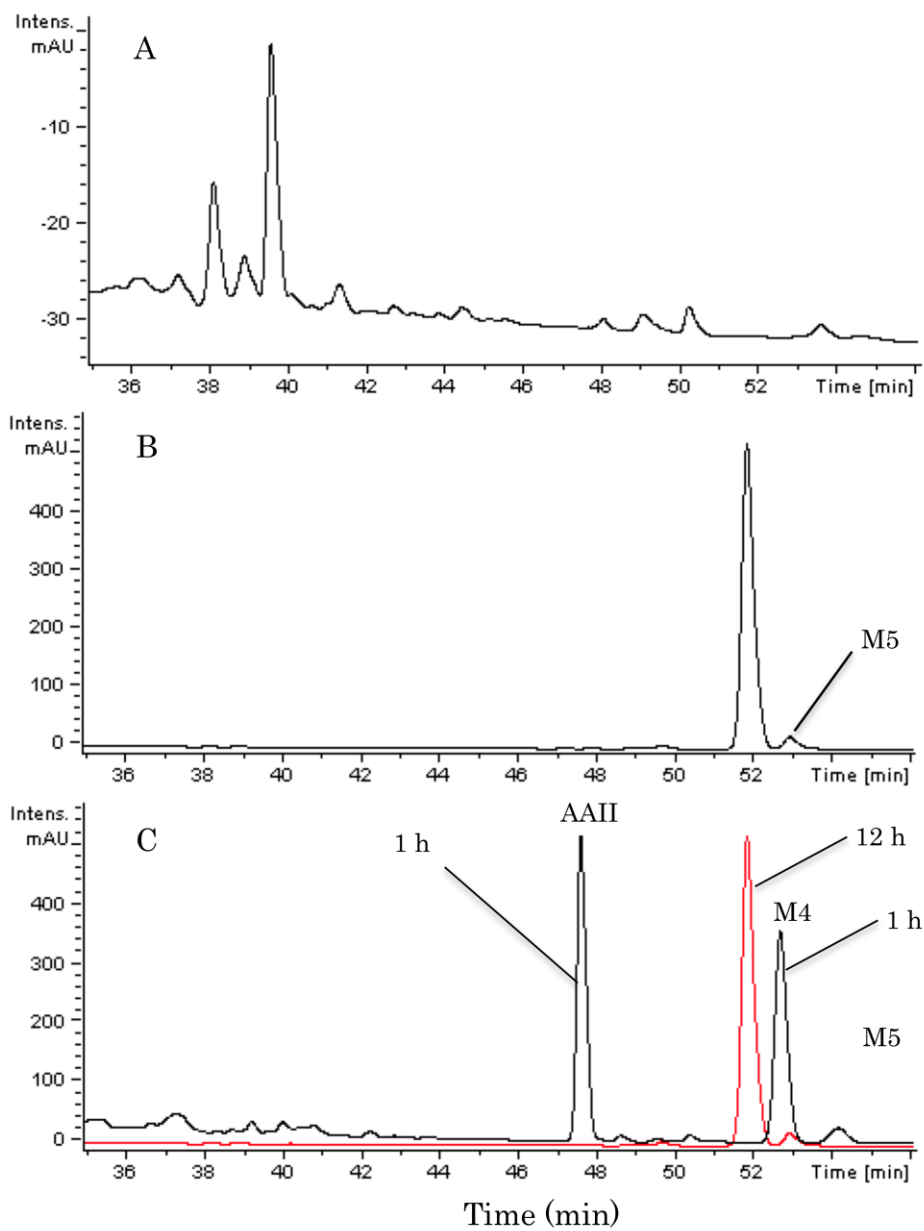 Intens.
mAU
A
-10
-20
-30
36 38 40 42 44 46 48 50 52 Time [min]
Intens.
mAU
B
400
300
200
100
0
M5
36 38 40 42 44 46 48 50 52 Time [min]
Intens.
mAU
C
AAII
1 h
12 h
M4
1 h
M5
400
300
200
100
0
36 38 40 42 44 46 48 50 52 Time [min]
Time (min)